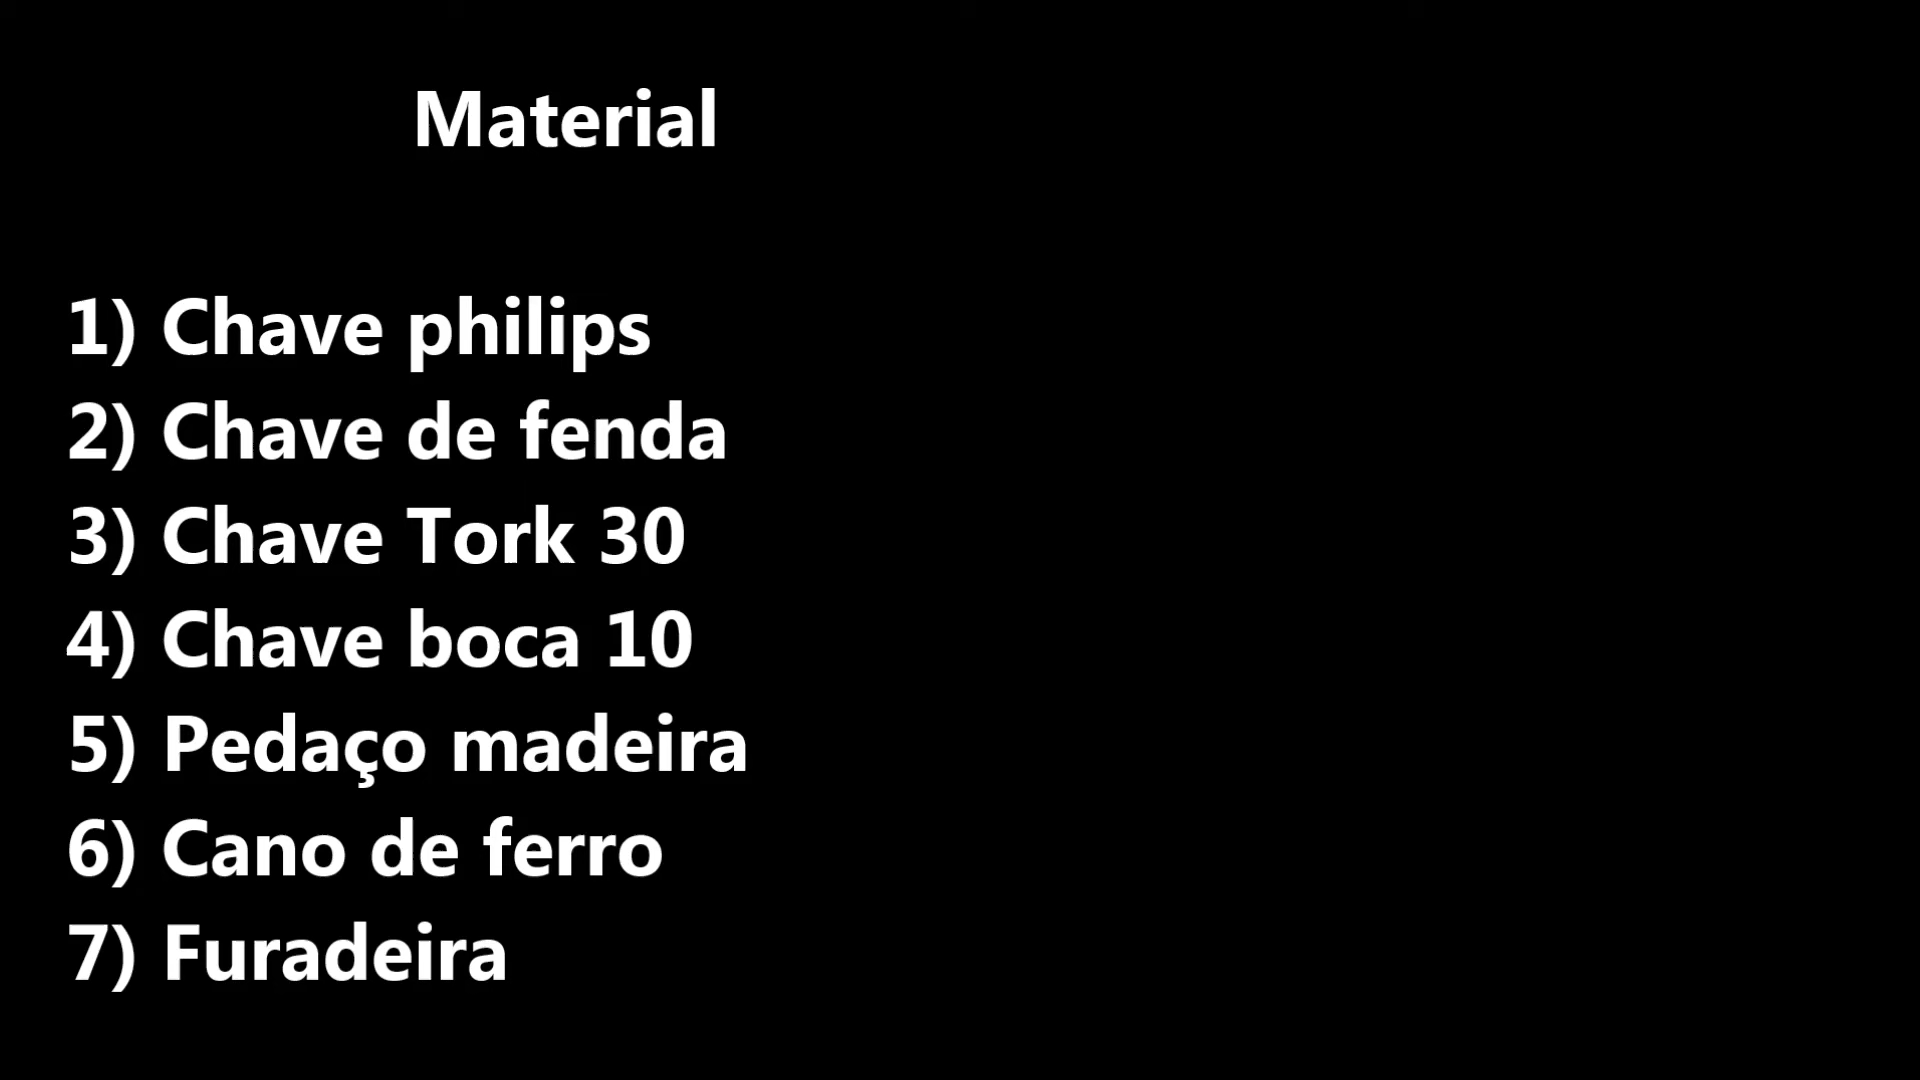 Material
1) Chave philips
2) Chave de fenda
3) Chave Tork 30
4) Chave boca 10
5) Pedaço madeira
6) Cano de ferro
7) Furadeira